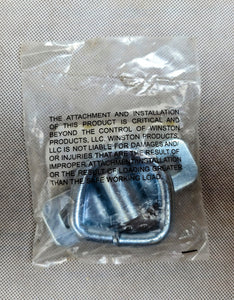 THE ATTACHMENT AND INSTALLATION
OF THIS PRODUCT IS CRITICAL AND
BEYOND THE CONTROL OF WINSTON
PRODUCTS, LLC. WINSTON PRODUCTS,
LLC IS NOT LIABLE FOR DAMAGES AND/
OR INJURIES THAT ARE THE RESULT OF
IMPROPER ATTACHMENT/INSTALLATION
OR THE RESULT OF LOADING GREATER
THAN THE SAFE WORKING LOAD.